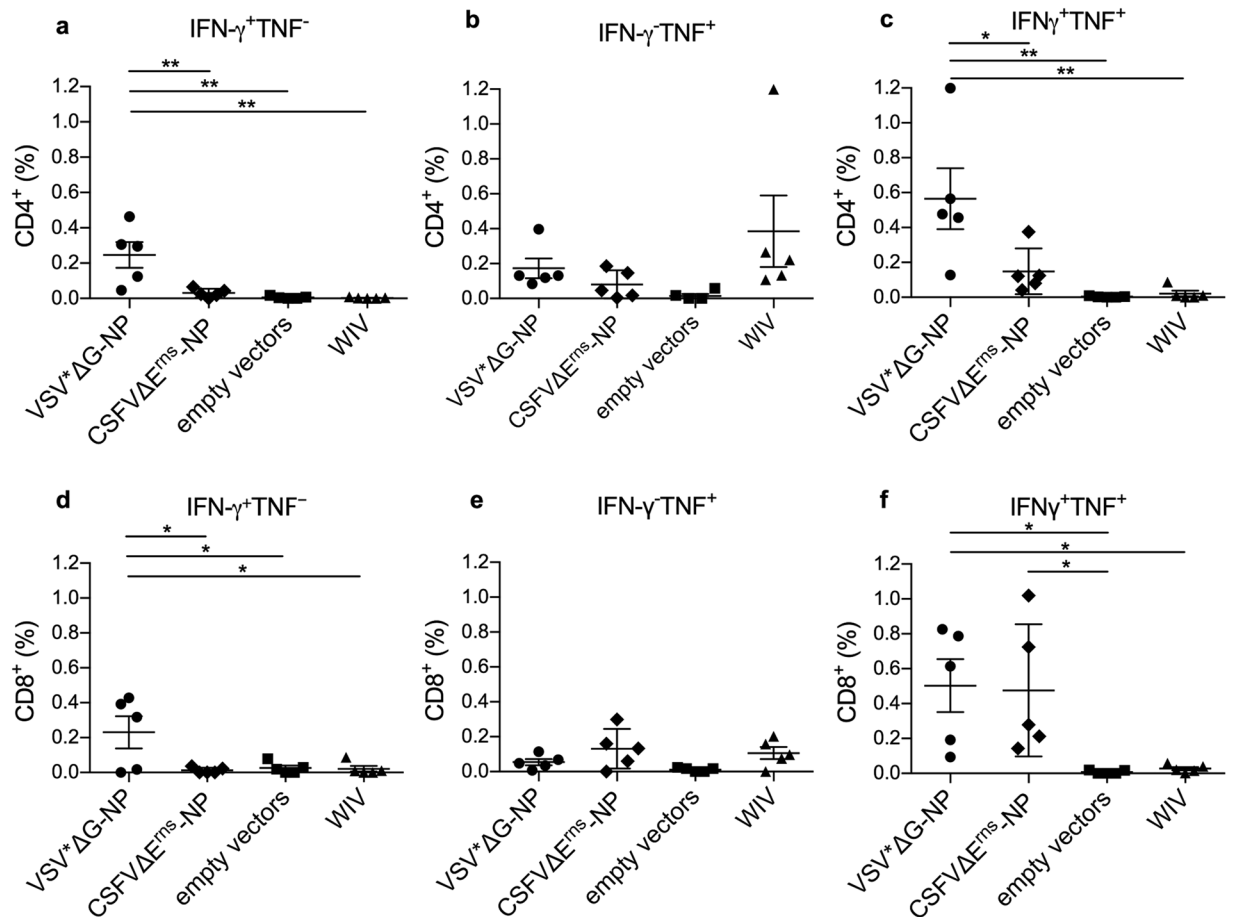 a
IFN-γ⁺TNF⁻
**
**
**
1.2
1.0
0.8
0.6
0.4
0.2
0.0
CD4⁺ (%)
VSV*ΔG-NP
CSFVΔEʳⁿˢ-NP
empty vectors
WIV
b
IFN-γ⁻TNF⁺
1.2
1.0
0.8
0.6
0.4
0.2
0.0
CD4⁺ (%)
VSV*ΔG-NP
CSFVΔEʳⁿˢ-NP
empty vectors
WIV
c
IFNγ⁺TNF⁺
*
**
**
1.2
1.0
0.8
0.6
0.4
0.2
0.0
CD4⁺ (%)
VSV*ΔG-NP
CSFVΔEʳⁿˢ-NP
empty vectors
WIV
d
IFN-γ⁺TNF⁻
*
*
*
1.2
1.0
0.8
0.6
0.4
0.2
0.0
CD8⁺ (%)
VSV*ΔG-NP
CSFVΔEʳⁿˢ-NP
empty vectors
WIV
e
IFN-γ⁻TNF⁺
1.2
1.0
0.8
0.6
0.4
0.2
0.0
CD8⁺ (%)
VSV*ΔG-NP
CSFVΔEʳⁿˢ-NP
empty vectors
WIV
f
IFNγ⁺TNF⁺
*
*
*
1.2
1.0
0.8
0.6
0.4
0.2
0.0
CD8⁺ (%)
VSV*ΔG-NP
CSFVΔEʳⁿˢ-NP
empty vectors
WIV